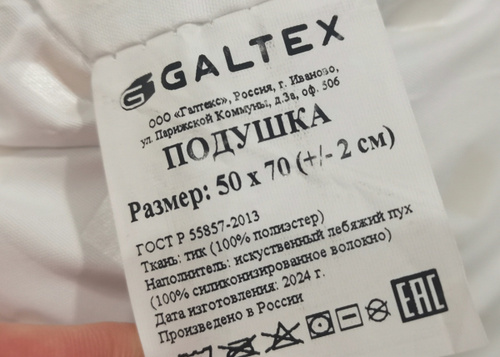 GALTEX
ООО «Галтекс», Россия, г. Иваново,
ул. Парижской Коммуны, д.3а, оф. 506
ПОДУШКА
Размер: 50 х 70 (+/- 2 см)
ГОСТ Р 55857-2013
Ткань: тик (100% полиэстер)
Наполнитель: искуственный лебяжий пух
(100% силиконизированное волокно)
Дата изготовления: 2024 г.
Произведено в России
EAC